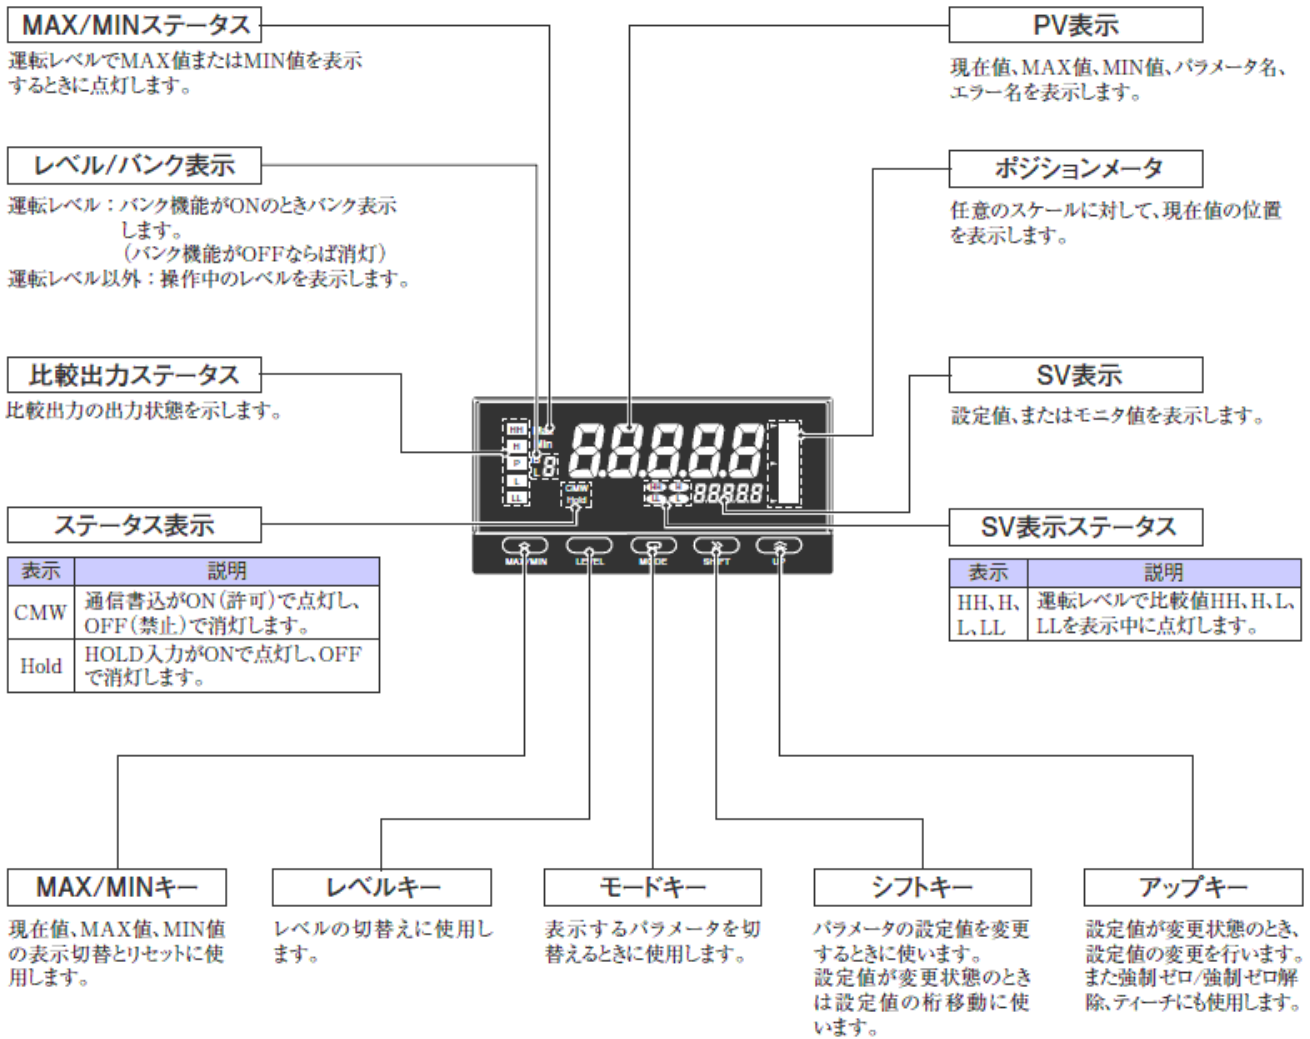 MAX/MINステータス
運転レベルでMAX値またはMIN値を表示
するときに点灯します。
レベル/バンク表示
運転レベル：バンク機能がONのときバンク表示
します。
（バンク機能がOFFならば消灯）
運転レベル以外：操作中のレベルを表示します。
比較出力ステータス
比較出力の出力状態を示します。
ステータス表示
表示 説明
CMW 通信書込がON（許可）で点灯し、
OFF（禁止）で消灯します。
Hold HOLD入力がONで点灯し、OFF
で消灯します。
PV表示
現在値、MAX値、MIN値、パラメータ名、
エラー名を表示します。
ポジションメータ
任意のスケールに対して、現在値の位置
を表示します。
SV表示
設定値、またはモニタ値を表示します。
SV表示ステータス
表示 説明
HH、H、 運転レベルで比較値HH、H、L、
L、LL LLを表示中に点灯します。
HH
H
P
L
LL
Max
Min
L 8
88888
CMW
Hold
HH H
LL L
8.8.8.8.8
MAX/MIN LEVEL MODE SHIFT UP
MAX/MINキー
現在値、MAX値、MIN値
の表示切替とリセットに使
用します。
レベルキー
レベルの切替えに使用し
ます。
モードキー
表示するパラメータを切
替えるときに使用します。
シフトキー
パラメータの設定値を変更
するときに使います。
設定値が変更状態のとき
は設定値の桁移動に使
います。
アップキー
設定値が変更状態のとき、
設定値の変更を行います。
また強制ゼロ/強制ゼロ解
除、ティーチにも使用します。